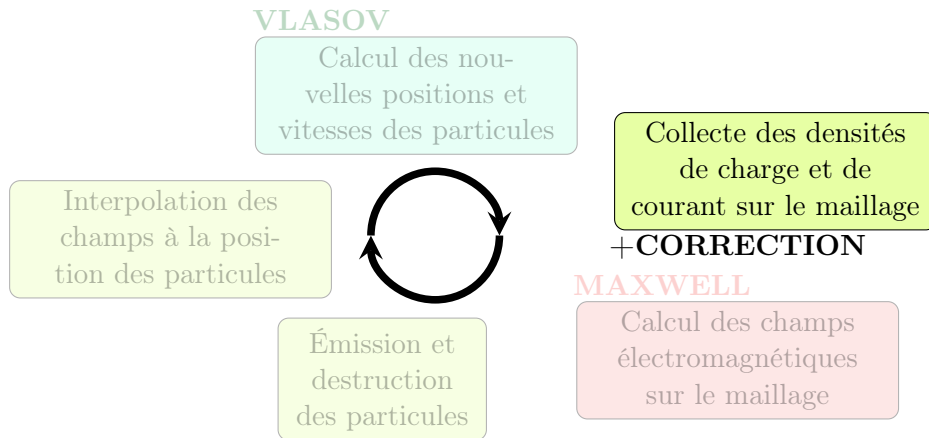 VLASOV
Calcul des nou-
velles positions et
vitesses des particules
Collecte des densités
de charge et de
courant sur le maillage
+CORRECTION
MAXWELL
Calcul des champs
électromagnétiques
sur le maillage
Émission et
destruction
des particules
Interpolation des
champs à la posi-
tion des particules